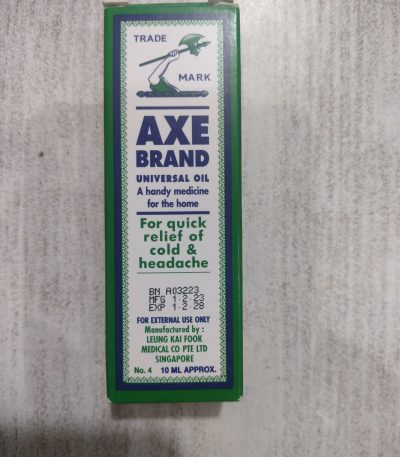 TRADE
MARK
AXE
BRAND
UNIVERSAL OIL
A handy medicine
for the home
For quick
relief of
cold &
headache
BN A03223
MFG 1·2·23
EXP 1·2·28
FOR EXTERNAL USE ONLY
Manufactured by :
LEUNG KAI FOOK
MEDICAL CO PTE LTD
SINGAPORE
No. 4 10 ML APPROX.